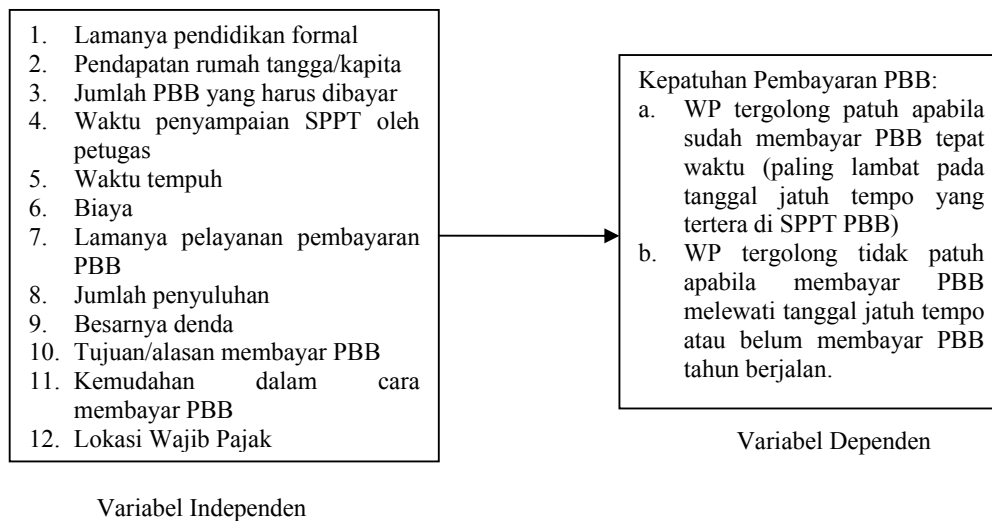 1. Lamanya pendidikan formal
2. Pendapatan rumah tangga/kapita
3. Jumlah PBB yang harus dibayar
4. Waktu penyampaian SPPT oleh
petugas
5. Waktu tempuh
6. Biaya
7. Lamanya pelayanan pembayaran
PBB
8. Jumlah penyuluhan
9. Besarnya denda
10. Tujuan/alasan membayar PBB
11. Kemudahan dalam cara
membayar PBB
12. Lokasi Wajib Pajak
Variabel Independen
Kepatuhan Pembayaran PBB:
a. WP tergolong patuh apabila
sudah membayar PBB tepat
waktu (paling lambat pada
tanggal jatuh tempo yang
tertera di SPPT PBB)
b. WP tergolong tidak patuh
apabila membayar PBB
melewati tanggal jatuh tempo
atau belum membayar PBB
tahun berjalan.
Variabel Dependen